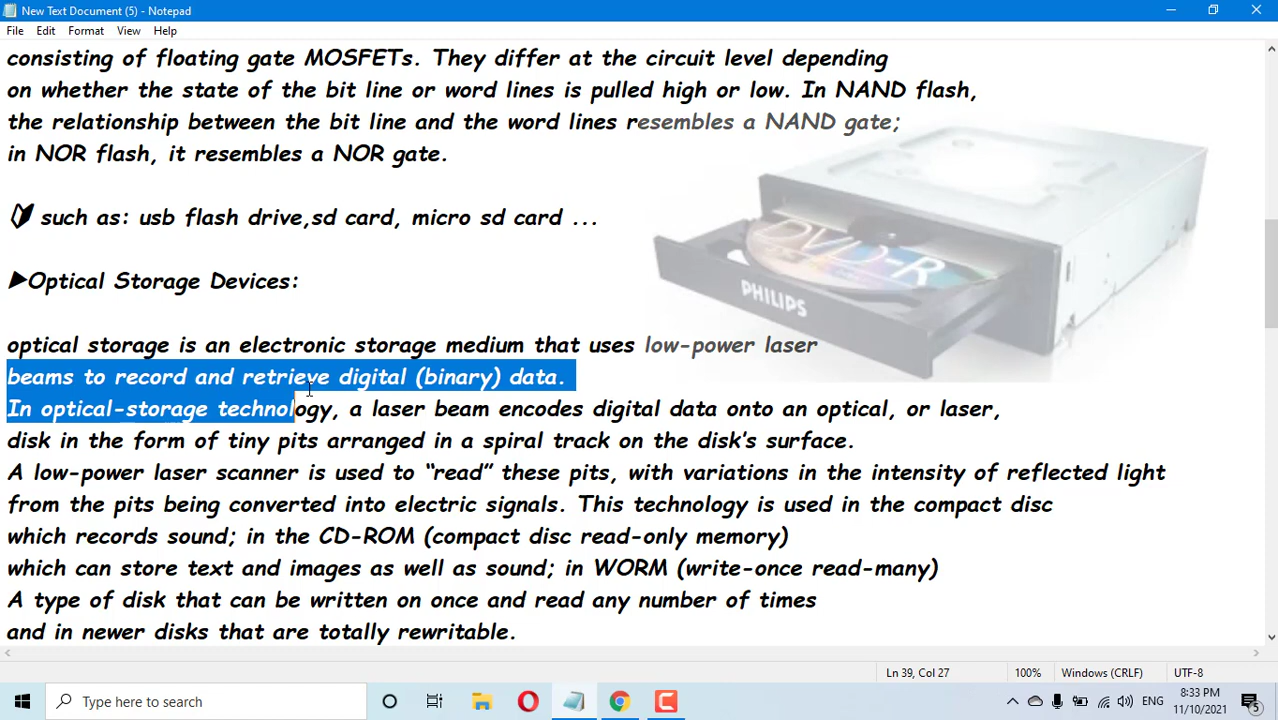 New Text Document (5) - Notepad
File Edit Format View Help
consisting of floating gate MOSFETs. They differ at the circuit level depending
on whether the state of the bit line or word lines is pulled high or low. In NAND flash,
the relationship between the bit line and the word lines resembles a NAND gate;
in NOR flash, it resembles a NOR gate.
such as: usb flash drive,sd card, micro sd card ...
▶Optical Storage Devices:
DVD-R
PHILIPS
optical storage is an electronic storage medium that uses low-power laser
beams to record and retrieve digital (binary) data.
In optical-storage technology, a laser beam encodes digital data onto an optical, or laser,
disk in the form of tiny pits arranged in a spiral track on the disk's surface.
A low-power laser scanner is used to “read” these pits, with variations in the intensity of reflected light
from the pits being converted into electric signals. This technology is used in the compact disc
which records sound; in the CD-ROM (compact disc read-only memory)
which can store text and images as well as sound; in WORM (write-once read-many)
A type of disk that can be written on once and read any number of times
and in newer disks that are totally rewritable.
Ln 39, Col 27 100% Windows (CRLF) UTF-8
Type here to search
ENG
8:33 PM
11/10/2021
5